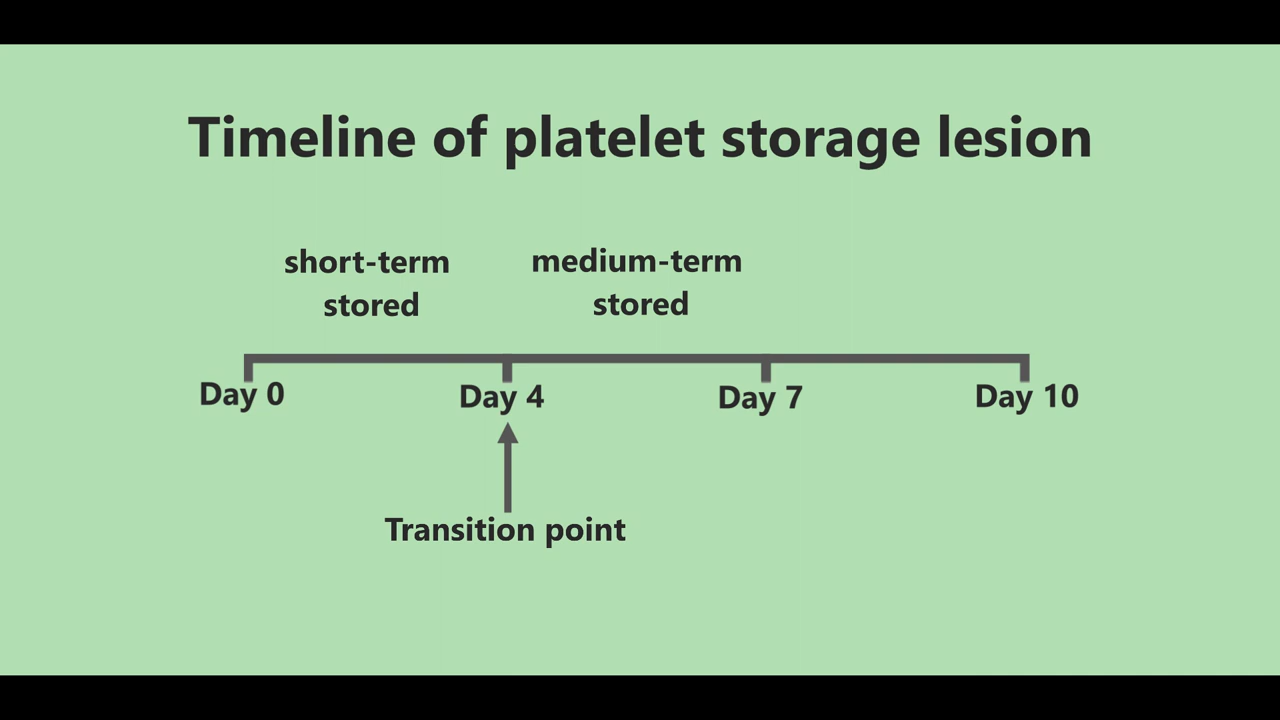 Timeline of platelet storage lesion
short-term
stored
medium-term
stored
Day 0
Day 4
Day 7
Day 10
Transition point